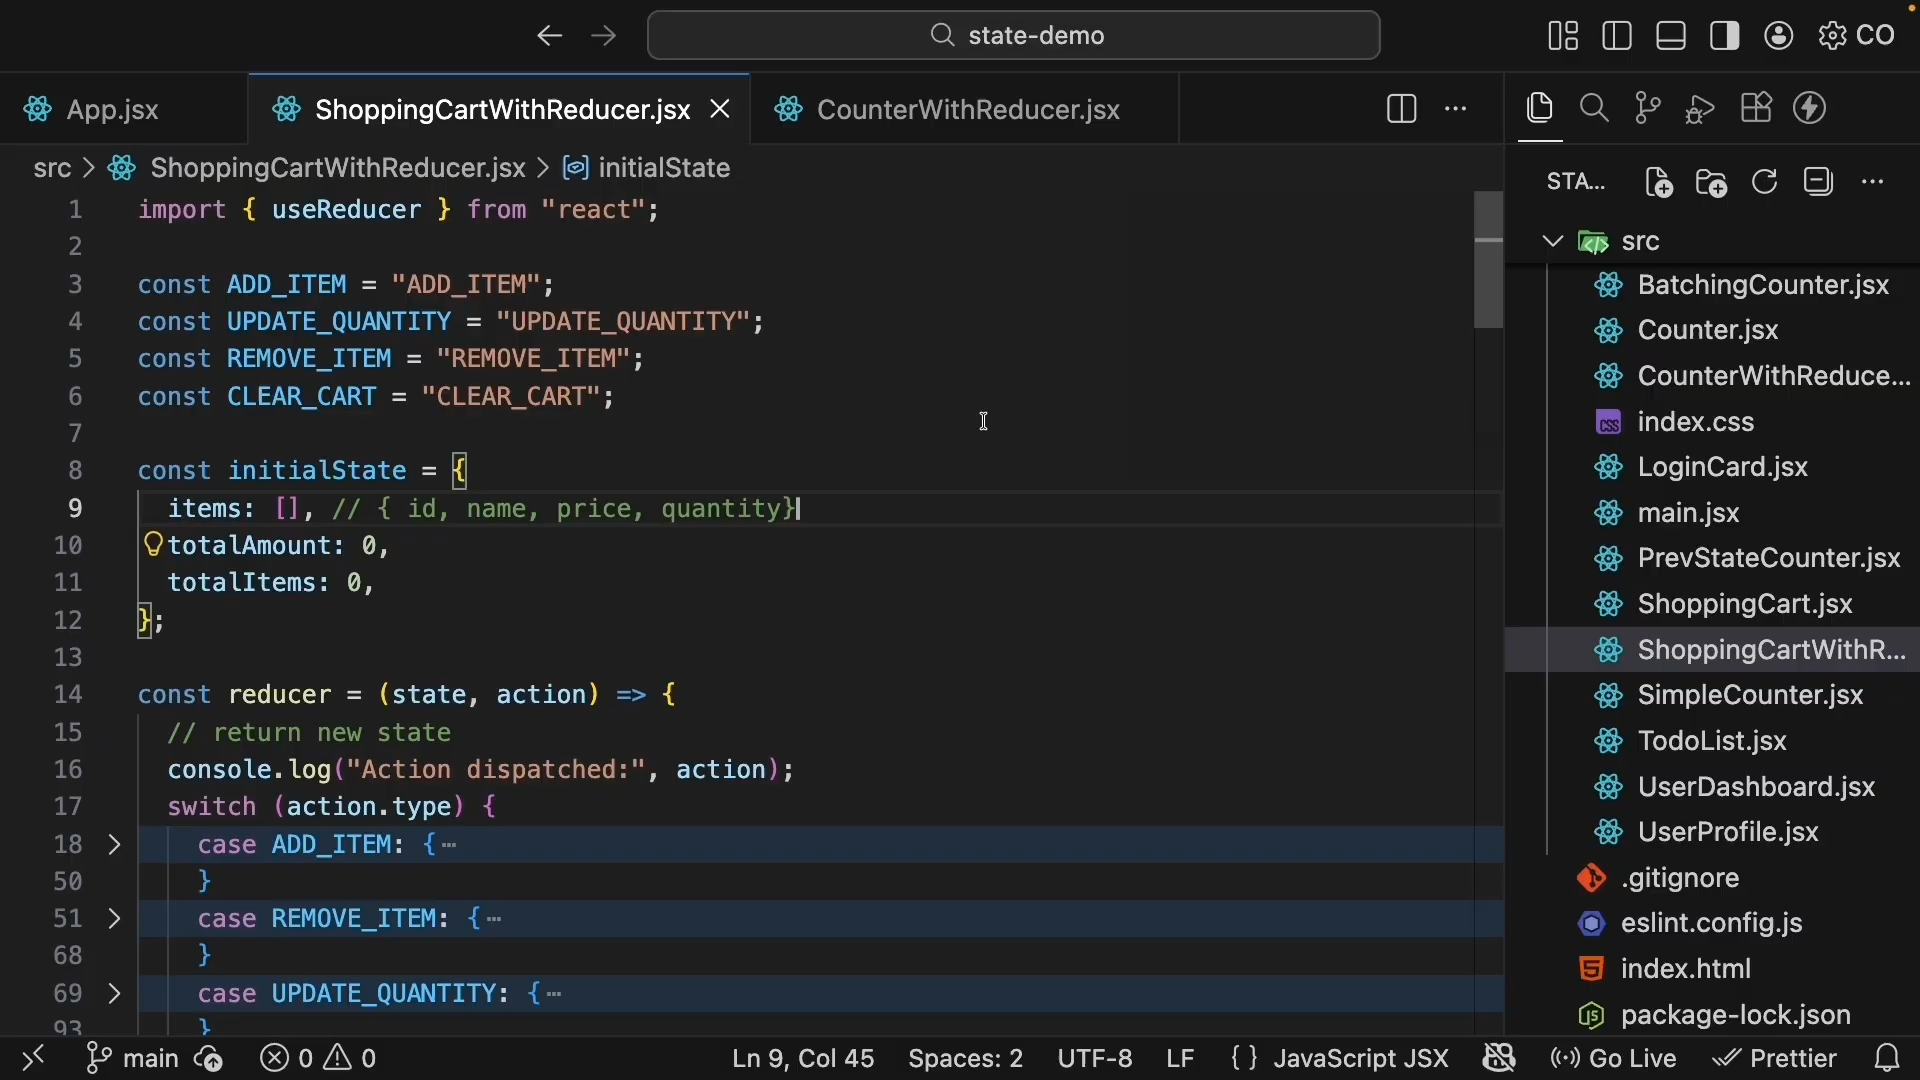 state-demo
CO
App.jsx
ShoppingCartWithReducer.jsx
CounterWithReducer.jsx
src > ShoppingCartWithReducer.jsx > initialState
STA...
1 import { useReducer } from "react";
2
3 const ADD_ITEM = "ADD_ITEM";
4 const UPDATE_QUANTITY = "UPDATE_QUANTITY";
5 const REMOVE_ITEM = "REMOVE_ITEM";
6 const CLEAR_CART = "CLEAR_CART";
7
8 const initialState = {
9 items: [], // { id, name, price, quantity}
10 totalAmount: 0,
11 totalItems: 0,
12 };
13
14 const reducer = (state, action) => {
15 // return new state
16 console.log("Action dispatched:", action);
17 switch (action.type) {
18 case ADD_ITEM: {…
50 }
51 case REMOVE_ITEM: {…
68 }
69 case UPDATE_QUANTITY: {…
93 }
src
BatchingCounter.jsx
Counter.jsx
CounterWithReduce...
index.css
LoginCard.jsx
main.jsx
PrevStateCounter.jsx
ShoppingCart.jsx
ShoppingCartWithR...
SimpleCounter.jsx
TodoList.jsx
UserDashboard.jsx
UserProfile.jsx
.gitignore
eslint.config.js
index.html
package-lock.json
main
0 0
Ln 9, Col 45
Spaces: 2
UTF-8
LF
{ } JavaScript JSX
Go Live
Prettier